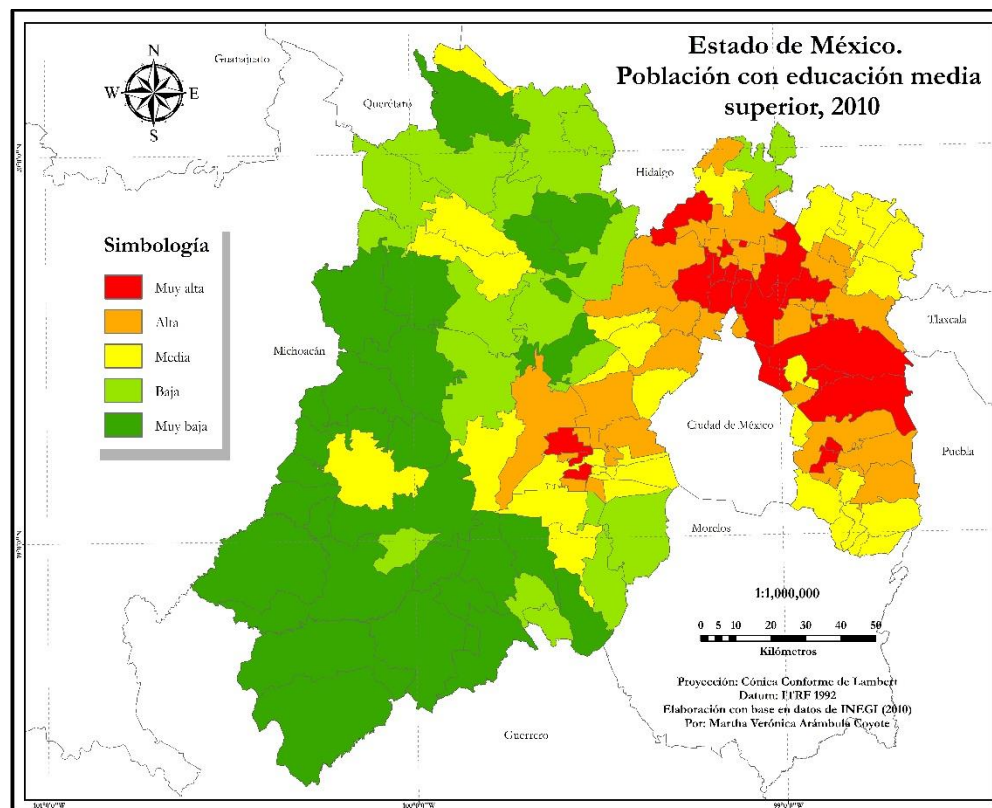 Estado de México.
Población con educación media
superior, 2010
Guanajuato
N
W E
S
Querétaro
Hidalgo
Simbología
Muy alta
Alta
Media
Baja
Muy baja
Michoacán
Tlaxcala
Ciudad de México
Puebla
Morelos
1:1,000,000
0 5 10 20 30 40 50
Kilómetros
Proyección: Cónica Conforme de Lambert
Datum: ITRF 1992
Elaboración con base en datos de INEGI (2010)
Por: Martha Verónica Arámbula Coyote
Guerrero